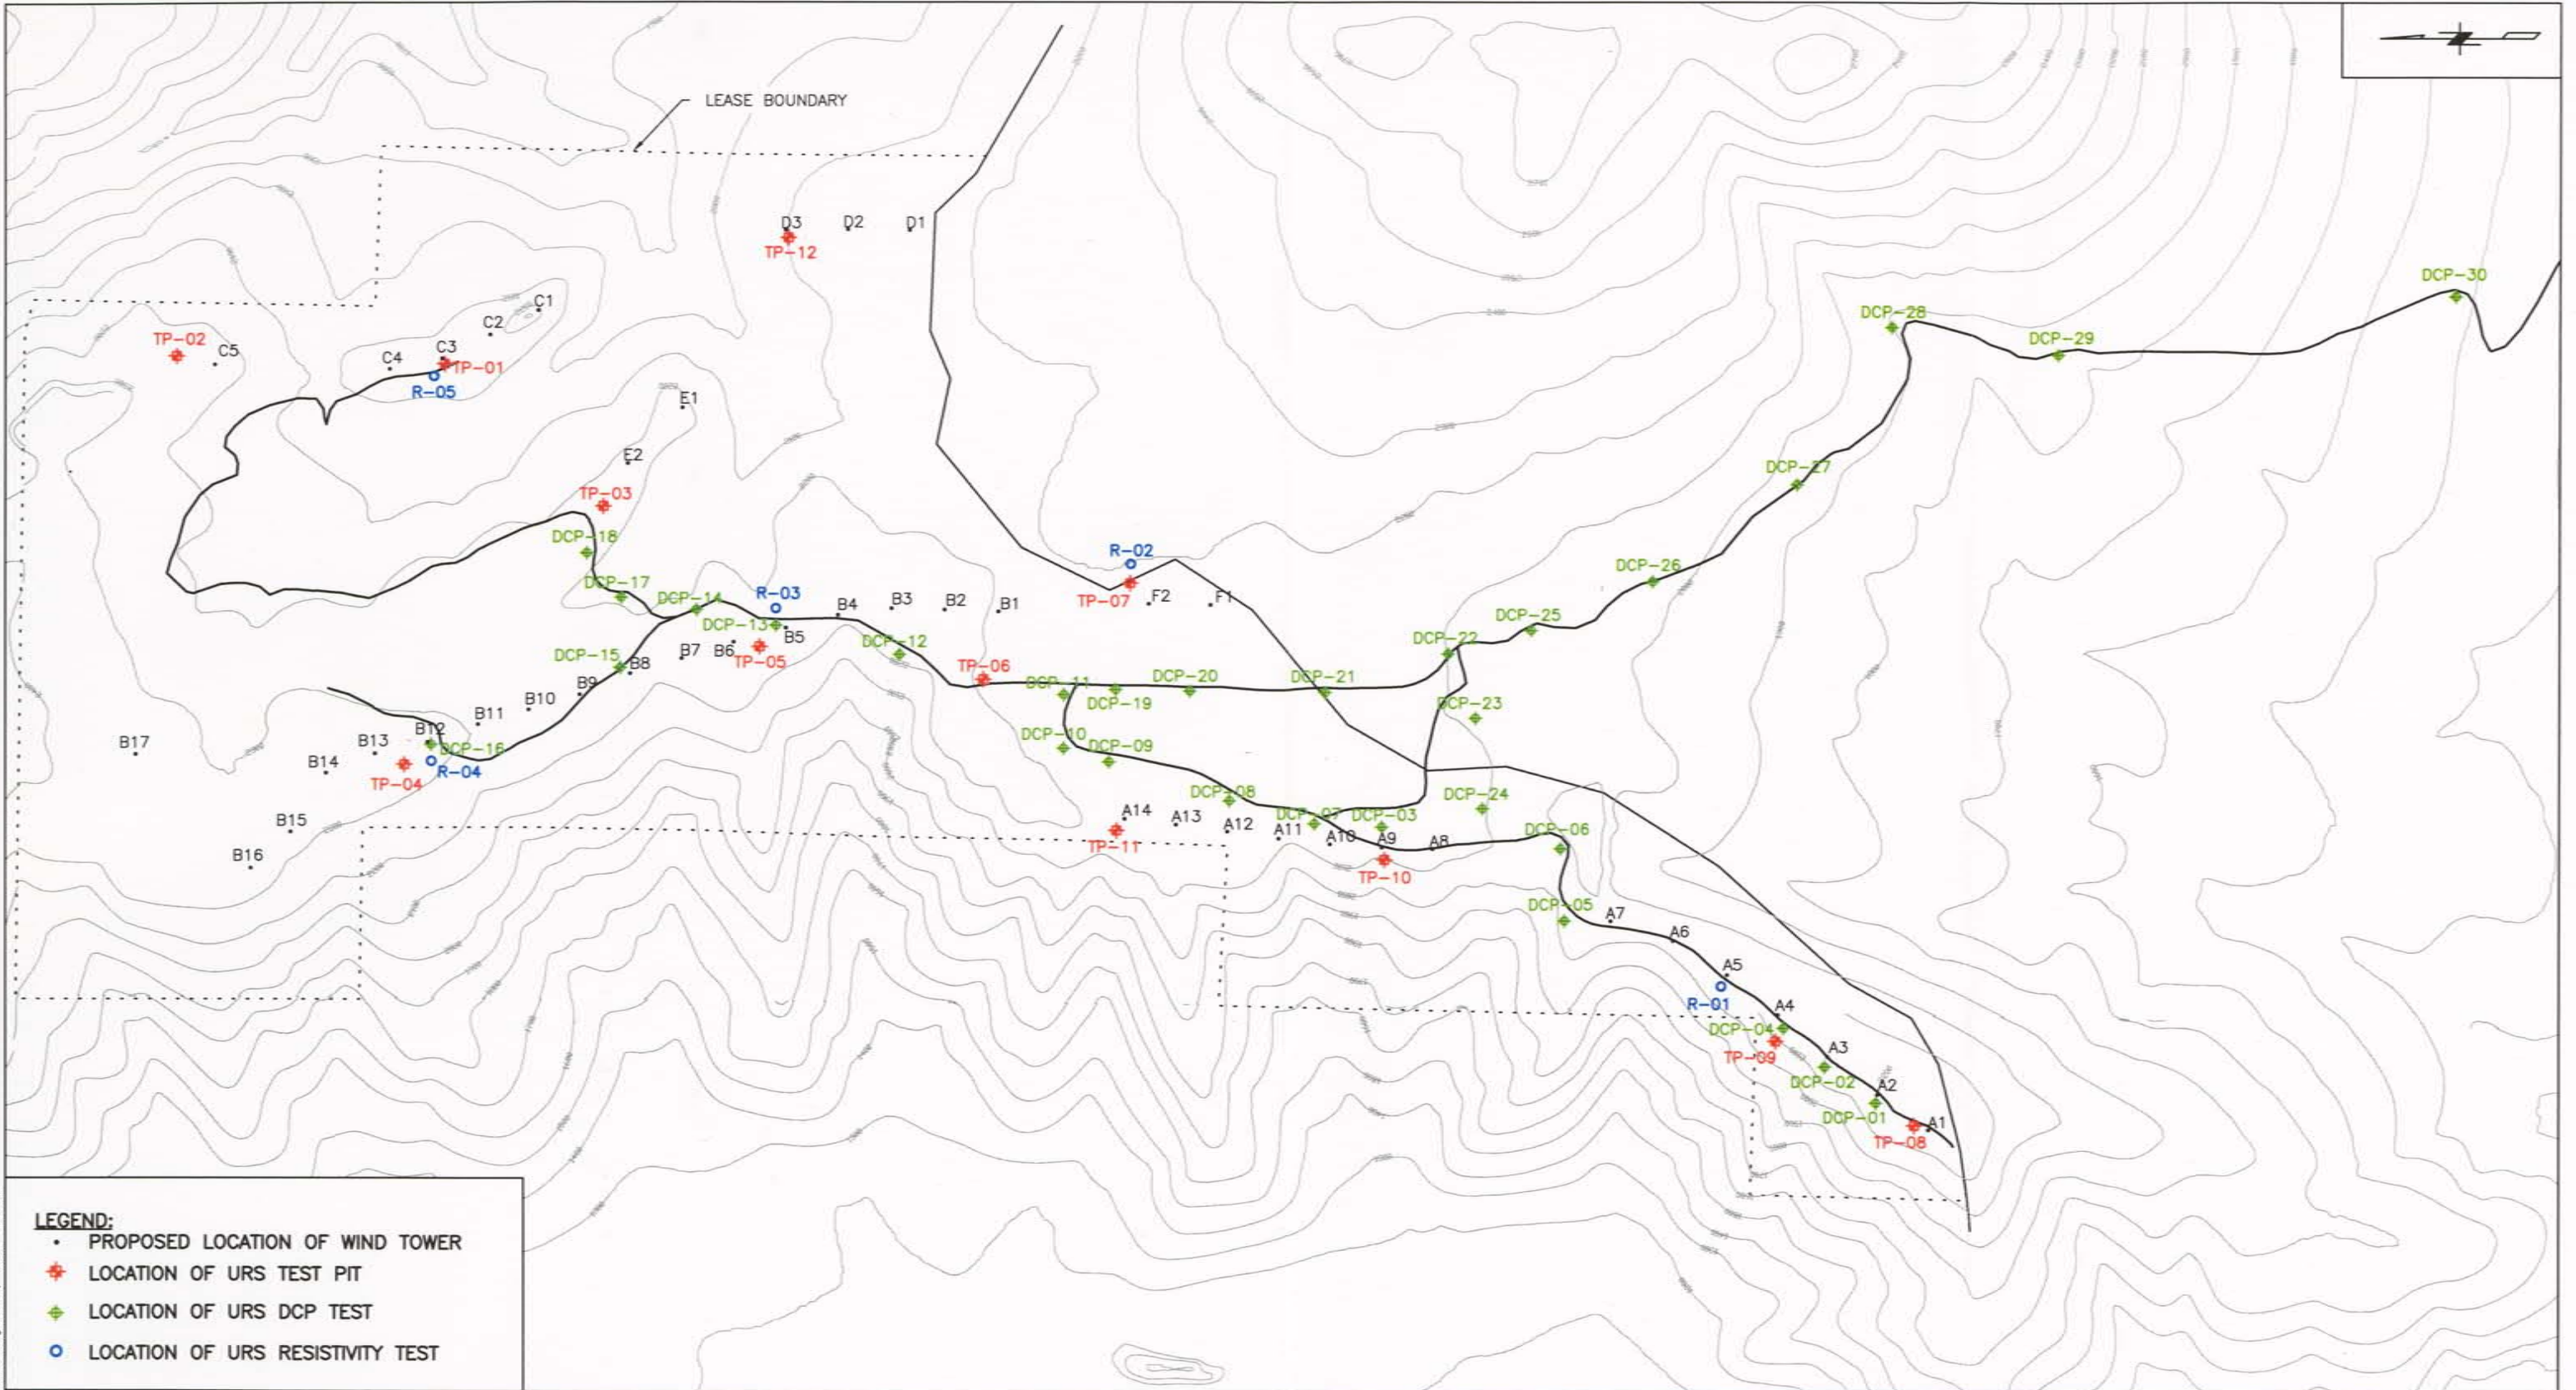 LEASE BOUNDARY
D3 D2 D1
TP-12
DCP-30
C1
C2
DCP-28
TP-02
C5
C4
C3
TP-01
R-05
DCP-29
E1
E2
DCP-27
TP-03
DCP-18
R-02
DCP-26
DCP-17
DCP-14
R-03
B4
B3
B2
B1
TP-07
F2
F1
DCP-13
B5
DCP-12
DCP-25
DCP-22
DCP-15
B8
B7
B6
TP-05
TP-06
B9
DCP-11
DCP-19
DCP-20
DCP-21
B10
B11
DCP-23
B12
B17
B13
DCP-16
DCP-10
DCP-09
B14
TP-04
R-04
DCP-08
DCP-24
B15
A14
A13
A12
A11
DCP-07
DCP-03
A10
A9
A8
DCP-06
TP-11
B16
TP-10
DCP-05
A7
A6
A5
R-01
A4
DCP-04
TP-09
A3
DCP-02
A2
DCP-01
A1
TP-08
LEGEND:
PROPOSED LOCATION OF WIND TOWER
LOCATION OF URS TEST PIT
LOCATION OF URS DCP TEST
LOCATION OF URS RESISTIVITY TEST